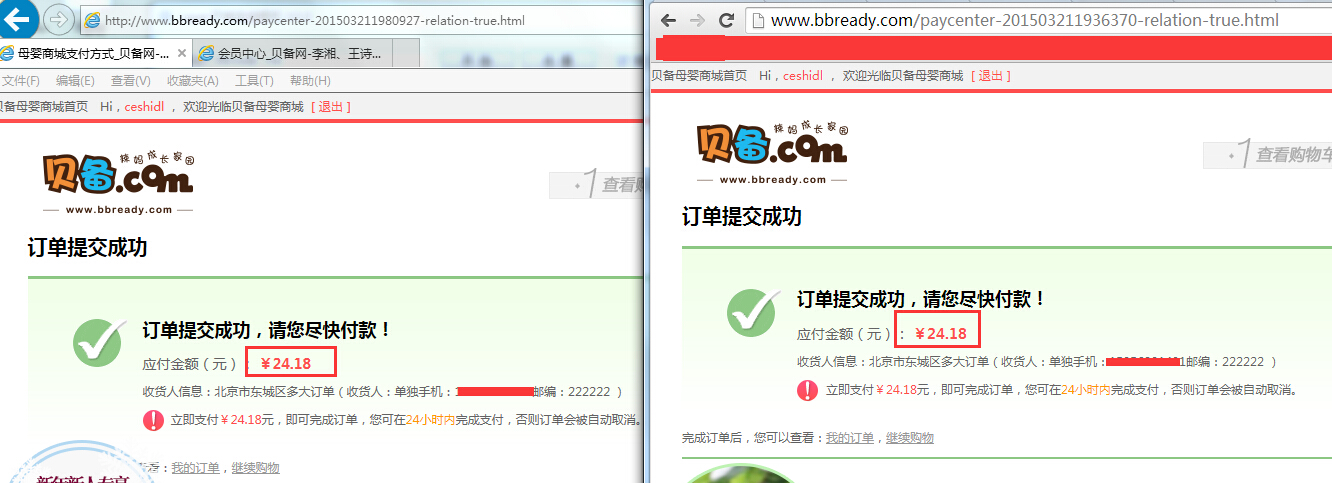 http://www.bbready.com/paycenter-201503211980927-relation-true.html
母婴商城支付方式_贝备网-... × 会员中心_贝备网-李湘、王诗...
文件(F) 编辑(E) 查看(V) 收藏夹(A) 工具(T) 帮助(H)
贝备母婴商城首页 Hi，ceshidl ， 欢迎光临贝备母婴商城 [ 退出 ]
贝备.com
辣妈成长家园
www.bbready.com
1 查看购
订单提交成功
订单提交成功，请您尽快付款！
应付金额（元）： ￥24.18
收货人信息：北京市东城区多大订单（ 收货人：单独手机：1 邮编：222222 ）
立即支付￥24.18元，即可完成订单，您可在24小时内完成支付，否则订单会被自动取消。
查看：我的订单，继续购物
www.bbready.com/paycenter-201503211936370-relation-true.html
贝备母婴商城首页 Hi，ceshidl ， 欢迎光临贝备母婴商城 [ 退出 ]
贝备.com
辣妈成长家园
www.bbready.com
1 查看购物车
订单提交成功
订单提交成功，请您尽快付款！
应付金额（元）： ￥24.18
收货人信息：北京市东城区多大订单（ 收货人：单独手机： 邮编：222222 ）
立即支付￥24.18元，即可完成订单，您可在24小时内完成支付，否则订单会被自动取消。
完成订单后，您可以查看：我的订单，继续购物